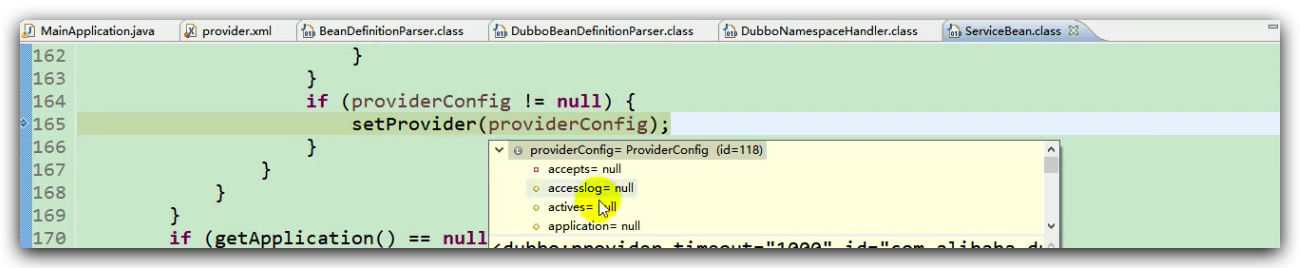 MainApplication.java provider.xml BeanDefinitionParser.class DubboBeanDefinitionParser.class DubboNamespaceHandler.class ServiceBean.class
162 }
163 }
164 if (providerConfig != null) {
165 setProvider(providerConfig);
166 }
providerConfig= ProviderConfig (id=118)
167 }
accepts= null
168 }
accesslog= null
169 }
actives= null
application= null
170 if (getApplication() == null
<dubbo:provider timeout="1000" id="com.alibaba.du